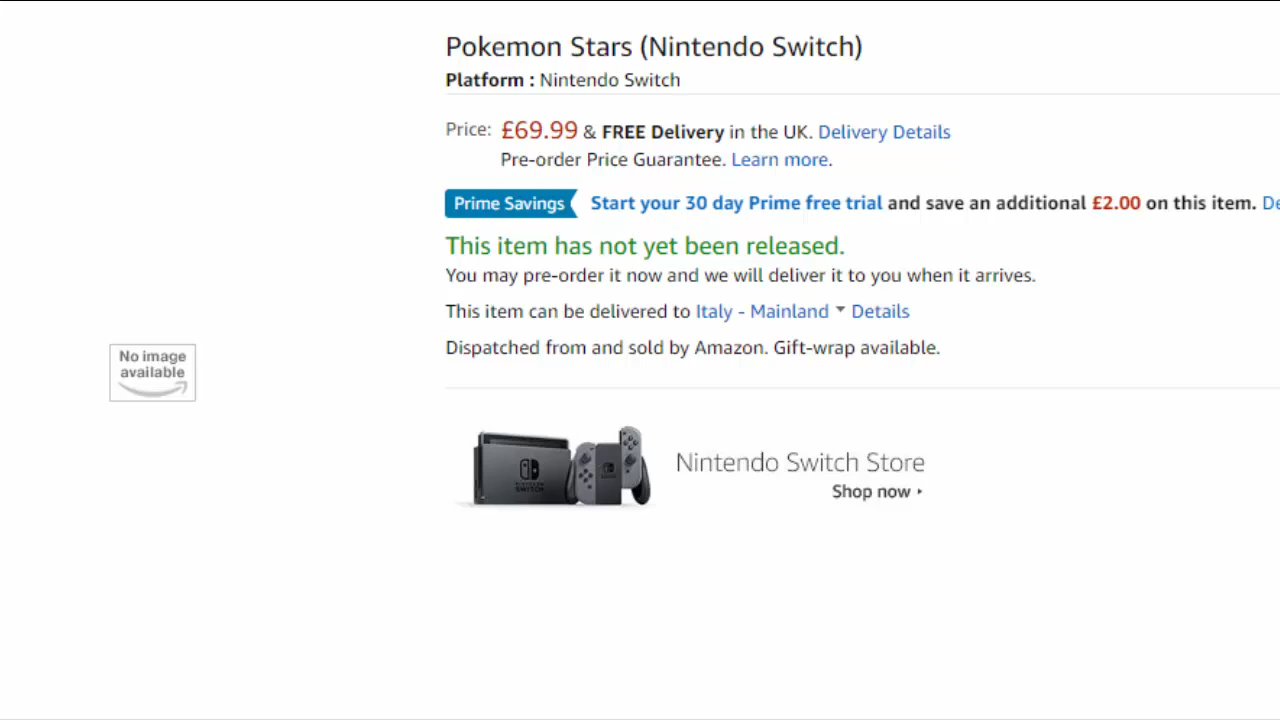 Pokemon Stars (Nintendo Switch)
Platform : Nintendo Switch
Price: £69.99 & FREE Delivery in the UK. Delivery Details
Pre-order Price Guarantee. Learn more.
Prime Savings Start your 30 day Prime free trial and save an additional £2.00 on this item. De
This item has not yet been released.
You may pre-order it now and we will deliver it to you when it arrives.
This item can be delivered to Italy - Mainland Details
Dispatched from and sold by Amazon. Gift-wrap available.
No image
available
NINTENDO
SWITCH
Nintendo Switch Store
Shop now